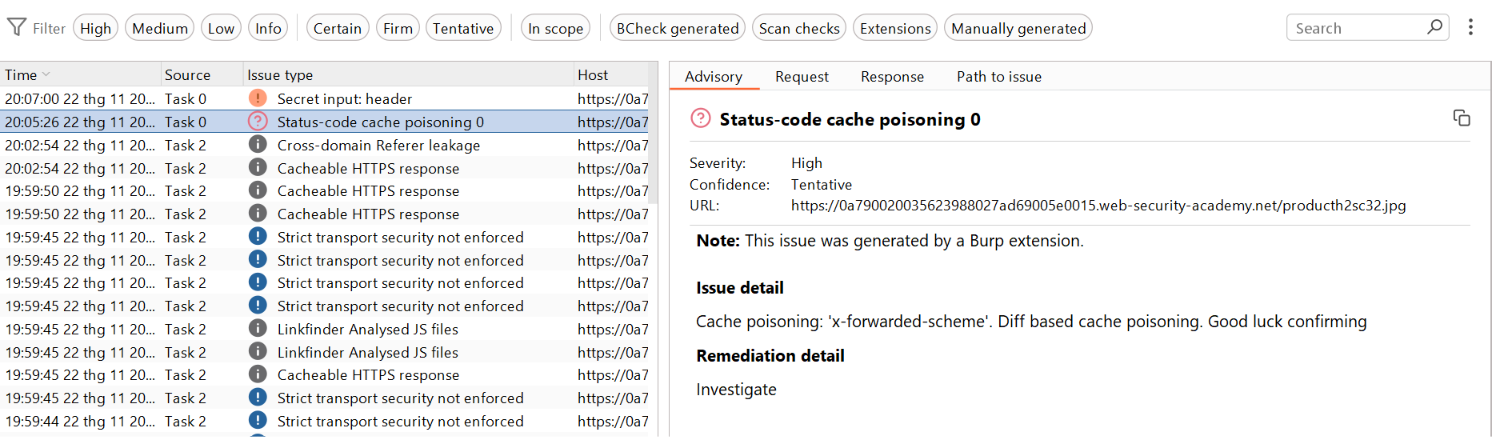 Filter High Medium Low Info Certain Firm Tentative In scope BCheck generated Scan checks Extensions Manually generated Search
Time Source Issue type Host
20:07:00 22 thg 11 20... Task 0 Secret input: header https://0a7
20:05:26 22 thg 11 20... Task 0 Status-code cache poisoning 0 https://0a7
20:02:54 22 thg 11 20... Task 2 Cross-domain Referer leakage https://0a7
20:02:54 22 thg 11 20... Task 2 Cacheable HTTPS response https://0a7
19:59:50 22 thg 11 20... Task 2 Cacheable HTTPS response https://0a7
19:59:50 22 thg 11 20... Task 2 Cacheable HTTPS response https://0a7
19:59:45 22 thg 11 20... Task 2 Strict transport security not enforced https://0a7
19:59:45 22 thg 11 20... Task 2 Strict transport security not enforced https://0a7
19:59:45 22 thg 11 20... Task 2 Strict transport security not enforced https://0a7
19:59:45 22 thg 11 20... Task 2 Strict transport security not enforced https://0a7
19:59:45 22 thg 11 20... Task 2 Linkfinder Analysed JS files https://0a7
19:59:45 22 thg 11 20... Task 2 Linkfinder Analysed JS files https://0a7
19:59:45 22 thg 11 20... Task 2 Cacheable HTTPS response https://0a7
19:59:45 22 thg 11 20... Task 2 Strict transport security not enforced https://0a7
19:59:44 22 thg 11 20... Task 2 Strict transport security not enforced https://0a7
Advisory Request Response Path to issue
Status-code cache poisoning 0
Severity: High
Confidence: Tentative
URL: https://0a790020035623988027ad69005e0015.web-security-academy.net/producth2sc32.jpg
Note: This issue was generated by a Burp extension.
Issue detail
Cache poisoning: 'x-forwarded-scheme'. Diff based cache poisoning. Good luck confirming
Remediation detail
Investigate